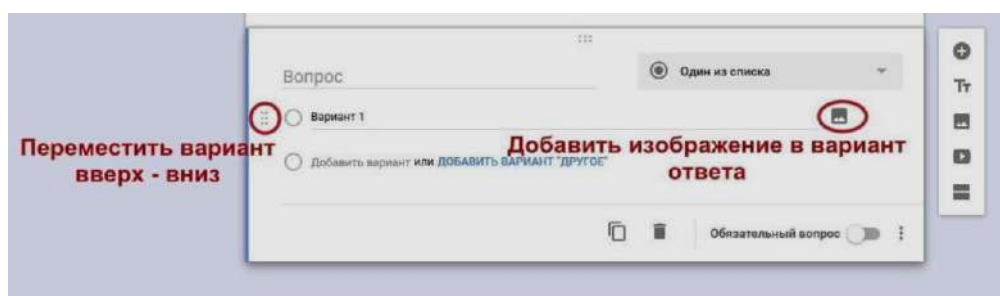 Вопрос
Один из списка
Тт
Вариант 1
Переместить вариант
вверх - вниз
Добавить изображение в вариант
ответа
Добавить вариант или ДОБАВИТЬ ВАРИАНТ "ДРУГОЕ"
Обязательный вопрос